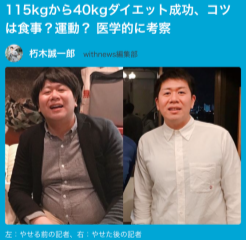 115kgから40kgダイエット成功、コツ
は食事？運動？ 医学的に考察
朽木誠一郎 withnews編集部
左：やせる前の記者、右：やせた後の記者